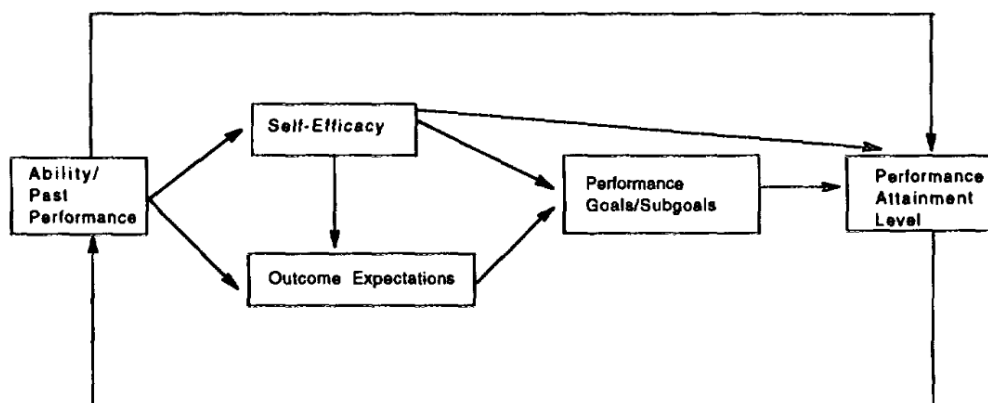 Self-Efficacy
Ability/
Past
Performance
Performance
Goals/Subgoals
Performance
Attainment
Level
Outcome Expectations